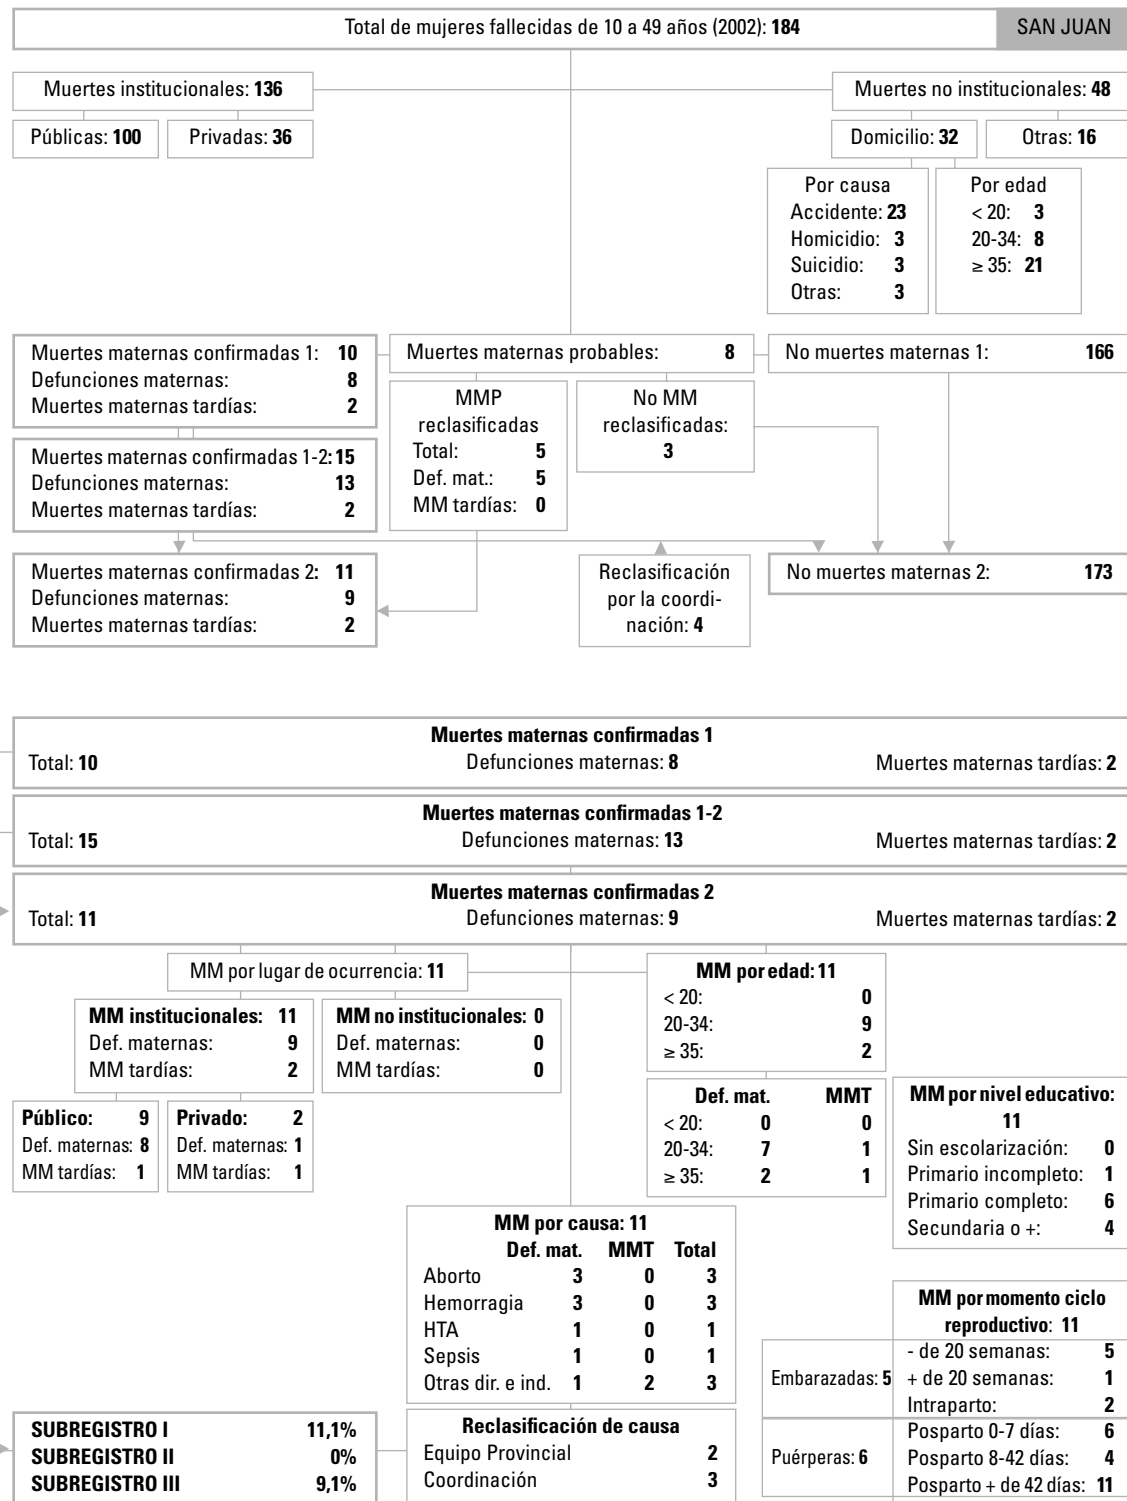 Total de mujeres fallecidas de 10 a 49 años (2002): 184
SAN JUAN
Muertes institucionales: 136
Muertes no institucionales: 48
Públicas: 100
Privadas: 36
Domicilio: 32
Otras: 16
Por causa
Accidente: 23
Homicidio: 3
Suicidio: 3
Otras: 3
Por edad
< 20: 3
20-34: 8
≥ 35: 21
Muertes maternas confirmadas 1: 10
Defunciones maternas: 8
Muertes maternas tardías: 2
Muertes maternas probables: 8
No muertes maternas 1: 166
MMP
reclasificadas
Total: 5
Def. mat.: 5
MM tardías: 0
No MM
reclasificadas:
3
Muertes maternas confirmadas 1-2: 15
Defunciones maternas: 13
Muertes maternas tardías: 2
Muertes maternas confirmadas 2: 11
Defunciones maternas: 9
Muertes maternas tardías: 2
Reclasificación
por la coordi-
nación: 4
No muertes maternas 2: 173
Muertes maternas confirmadas 1
Total: 10
Defunciones maternas: 8
Muertes maternas tardías: 2
Muertes maternas confirmadas 1-2
Total: 15
Defunciones maternas: 13
Muertes maternas tardías: 2
Muertes maternas confirmadas 2
Total: 11
Defunciones maternas: 9
Muertes maternas tardías: 2
MM por lugar de ocurrencia: 11
MM institucionales: 11
Def. maternas: 9
MM tardías: 2
MM no institucionales: 0
Def. maternas: 0
MM tardías: 0
Público: 9
Def. maternas: 8
MM tardías: 1
Privado: 2
Def. maternas: 1
MM tardías: 1
MM por edad: 11
< 20: 0
20-34: 9
≥ 35: 2
Def. mat. MMT
< 20: 0 0
20-34: 7 1
≥ 35: 2 1
MM por nivel educativo:
11
Sin escolarización: 0
Primario incompleto: 1
Primario completo: 6
Secundaria o +: 4
MM por causa: 11
Def. mat. MMT Total
Aborto 3 0 3
Hemorragia 3 0 3
HTA 1 0 1
Sepsis 1 0 1
Otras dir. e ind. 1 2 3
MM por momento ciclo
reproductivo: 11
Embarazadas: 5
- de 20 semanas: 5
+ de 20 semanas: 1
Intraparto: 2
Puérperas: 6
Posparto 0-7 días: 6
Posparto 8-42 días: 4
Posparto + de 42 días: 11
SUBREGISTRO I 11,1%
SUBREGISTRO II 0%
SUBREGISTRO III 9,1%
Reclasificación de causa
Equipo Provincial 2
Coordinación 3